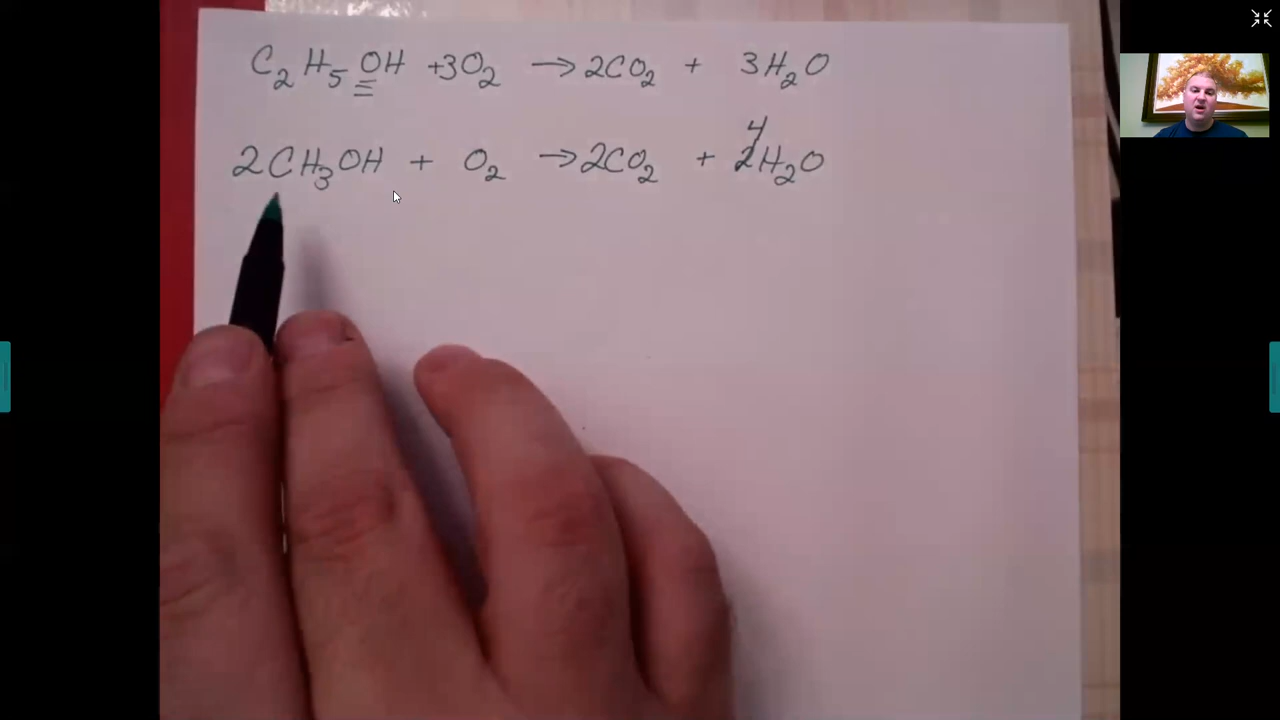 C₂H₅OH +3O₂ → 2CO₂ + 3H₂O
4
2CH₃OH + O₂ → 2CO₂ + 2H₂O